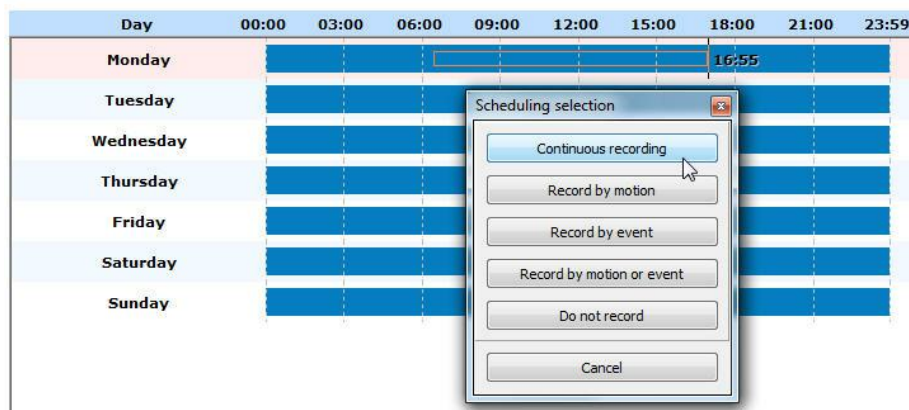 Day 00:00 03:00 06:00 09:00 12:00 15:00 18:00 21:00 23:59
Monday 16:55
Tuesday
Scheduling selection
Wednesday
Continuous recording
Thursday
Record by motion
Friday
Record by event
Saturday
Record by motion or event
Sunday
Do not record
Cancel